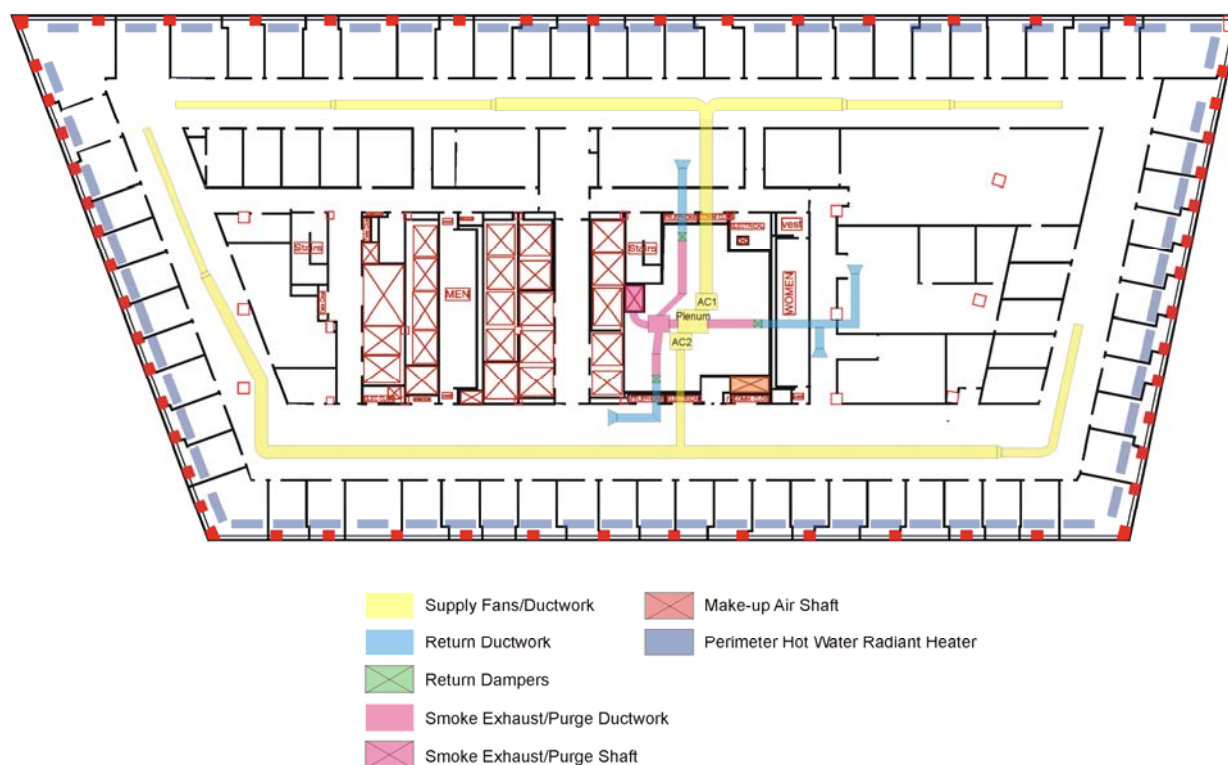 Stairs
MEN
Stairs
ELECTRICAL
vest
WOMEN
AC1
Plenum
AC2
Supply Fans/Ductwork
Make-up Air Shaft
Return Ductwork
Perimeter Hot Water Radiant Heater
Return Dampers
Smoke Exhaust/Purge Ductwork
Smoke Exhaust/Purge Shaft